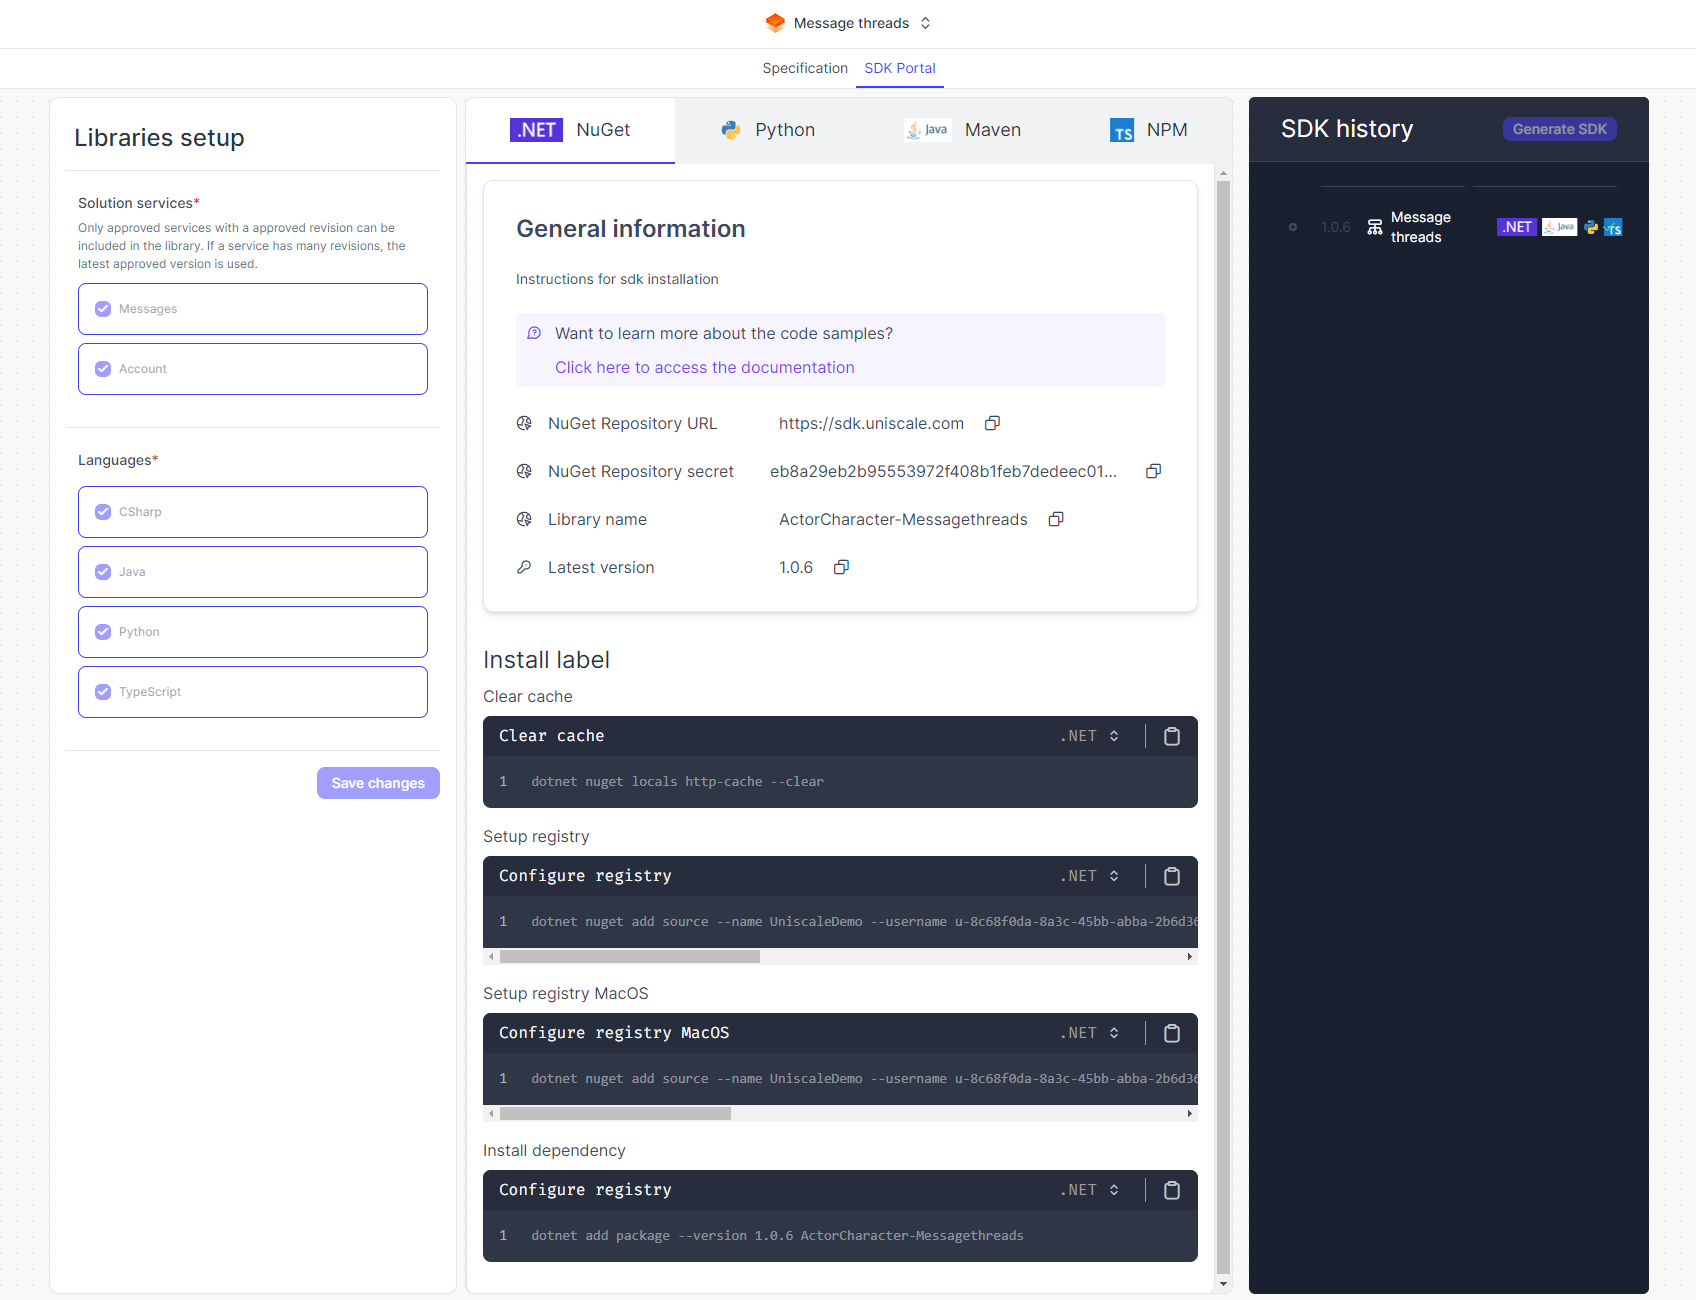 Message threads
Specification
SDK Portal
Libraries setup
Solution services*
Only approved services with a approved revision can be
included in the library. If a service has many revisions, the
latest approved version is used.
Messages
Account
Languages*
CSharp
Java
Python
TypeScript
Save changes
.NET NuGet
Python
Java Maven
TS NPM
General information
Instructions for sdk installation
Want to learn more about the code samples?
Click here to access the documentation
NuGet Repository URL https://sdk.uniscale.com
NuGet Repository secret eb8a29eb2b95553972f408b1feb7dedeec01...
Library name ActorCharacter-Messagethreads
Latest version 1.0.6
Install label
Clear cache
Clear cache .NET
1 dotnet nuget locals http-cache --clear
Setup registry
Configure registry .NET
1 dotnet nuget add source --name UniscaleDemo --username u-8c68f0da-8a3c-45bb-abba-2b6d36
Setup registry MacOS
Configure registry MacOS .NET
1 dotnet nuget add source --name UniscaleDemo --username u-8c68f0da-8a3c-45bb-abba-2b6d36
Install dependency
Configure registry .NET
1 dotnet add package --version 1.0.6 ActorCharacter-Messagethreads
SDK history
Generate SDK
1.0.6
Message
threads
.NET Java TS